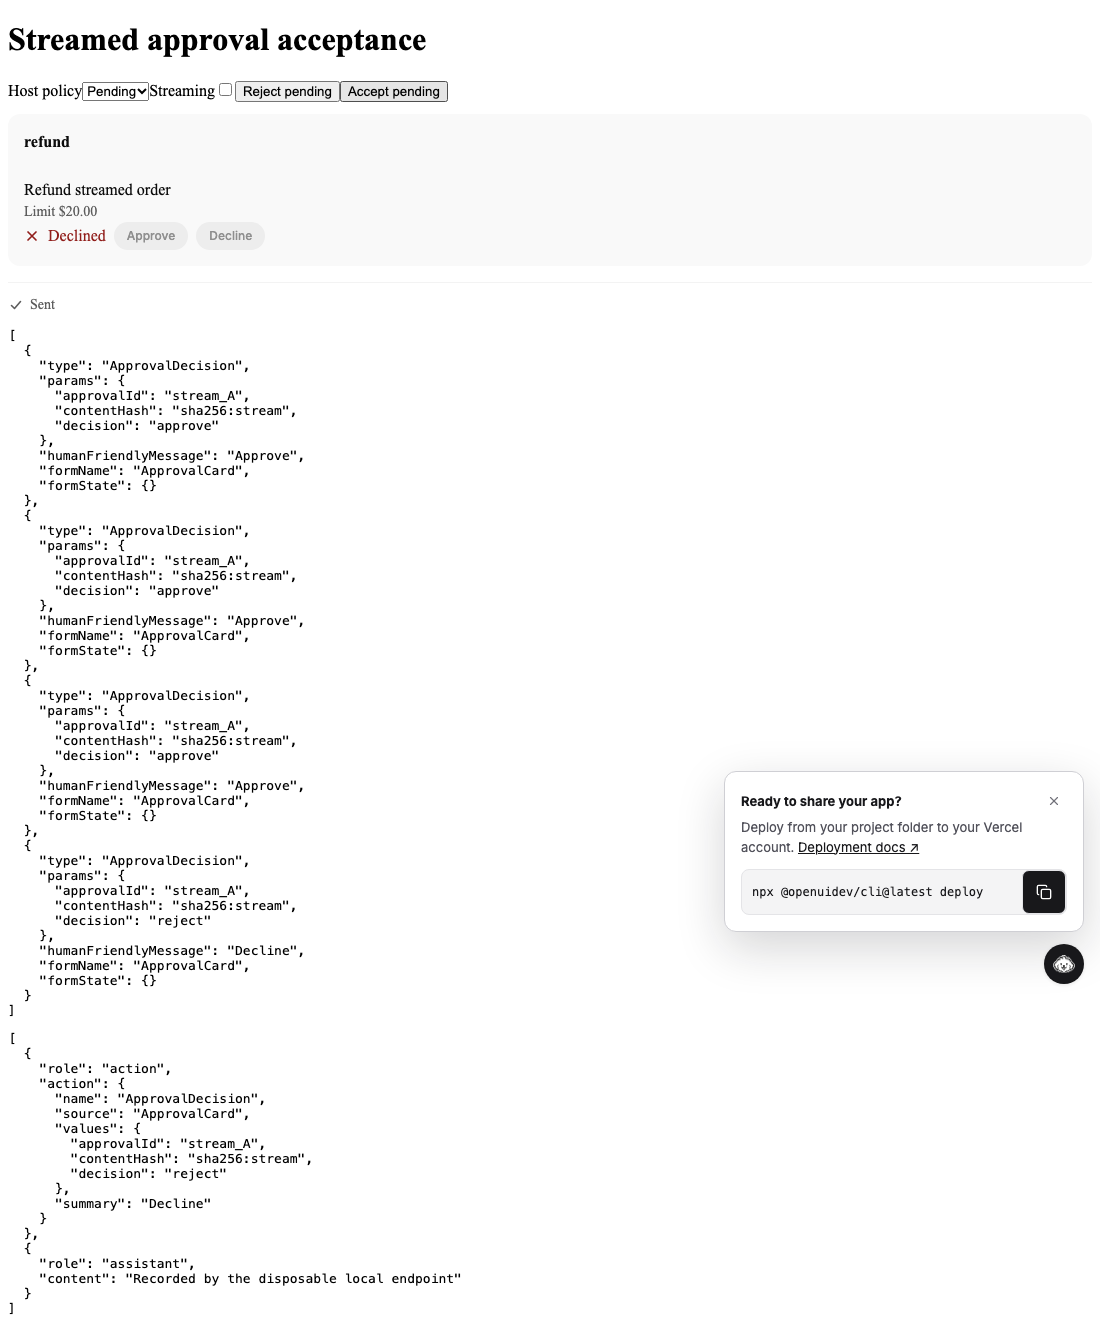 Streamed approval acceptance
Host policy Pending Streaming Reject pending Accept pending
refund
Refund streamed order
Limit $20.00
Declined Approve Decline
Sent
[
  {
    "type": "ApprovalDecision",
    "params": {
      "approvalId": "stream_A",
      "contentHash": "sha256:stream",
      "decision": "approve"
    },
    "humanFriendlyMessage": "Approve",
    "formName": "ApprovalCard",
    "formState": {}
  },
  {
    "type": "ApprovalDecision",
    "params": {
      "approvalId": "stream_A",
      "contentHash": "sha256:stream",
      "decision": "approve"
    },
    "humanFriendlyMessage": "Approve",
    "formName": "ApprovalCard",
    "formState": {}
  },
  {
    "type": "ApprovalDecision",
    "params": {
      "approvalId": "stream_A",
      "contentHash": "sha256:stream",
      "decision": "approve"
    },
    "humanFriendlyMessage": "Approve",
    "formName": "ApprovalCard",
    "formState": {}
  },
  {
    "type": "ApprovalDecision",
    "params": {
      "approvalId": "stream_A",
      "contentHash": "sha256:stream",
      "decision": "reject"
    },
    "humanFriendlyMessage": "Decline",
    "formName": "ApprovalCard",
    "formState": {}
  }
]
[
  {
    "role": "action",
    "action": {
      "name": "ApprovalDecision",
      "source": "ApprovalCard",
      "values": {
        "approvalId": "stream_A",
        "contentHash": "sha256:stream",
        "decision": "reject"
      },
      "summary": "Decline"
    }
  },
  {
    "role": "assistant",
    "content": "Recorded by the disposable local endpoint"
  }
]
Ready to share your app?
Deploy from your project folder to your Vercel
account. Deployment docs ↗
npx @openuidev/cli@latest deploy